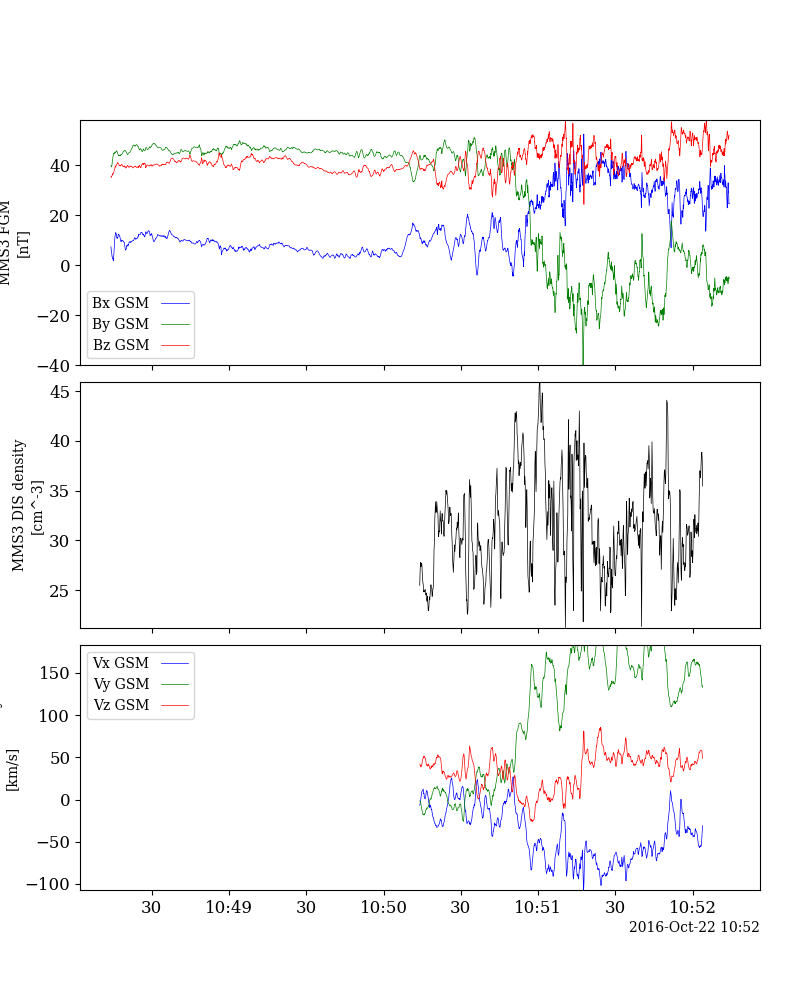 40
20
0
−20
−40
MMS3 FGM
[nT]
Bx GSM
By GSM
Bz GSM
45
40
35
30
25
MMS3 DIS density
[cm^-3]
150
100
50
0
−50
−100
[km/s]
Vx GSM
Vy GSM
Vz GSM
30 10:49 30 10:50 30 10:51 30 10:52
2016-Oct-22 10:52